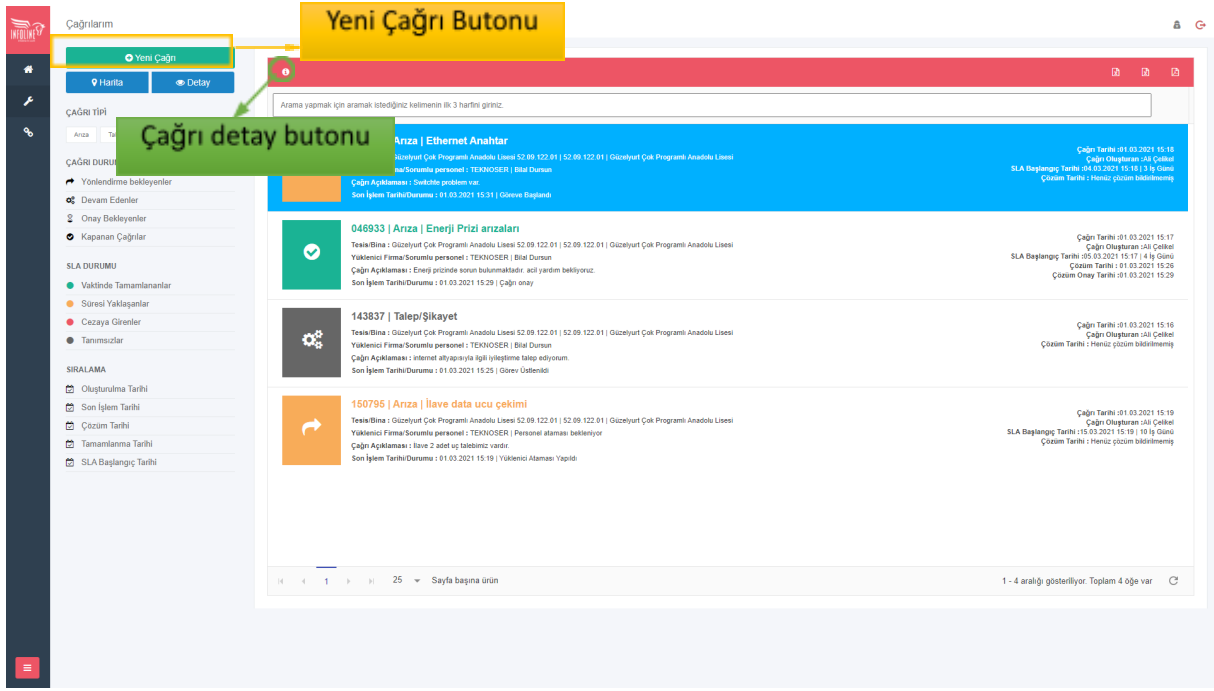 INFOLINE
Çağrılarım
Yeni Çağrı Butonu
Yeni Çağrı
Harita
Detay
ÇAĞRI TİPİ
Arıza
Çağrı detay butonu
Yönlendirme bekleyenler
Devam Edenler
Onay Bekleyenler
Kapanan Çağrılar
SLA DURUMU
Vaktinde Tamamlananlar
Süresi Yaklaşanlar
Cezaya Girenler
Tanımsızlar
SIRALAMA
Oluşturulma Tarihi
Son İşlem Tarihi
Çözüm Tarihi
Tamamlanma Tarihi
SLA Başlangıç Tarihi
Arama yapmak için aramak istediğiniz kelimenin ilk 3 harfini giriniz.
Arıza | Ethernet Anahtar
Güzelyurt Çok Programlı Anadolu Lisesi 52.09.122.01 | 52.09.122.01 | Güzelyurt Çok Programlı Anadolu Lisesi
personel : TEKNOSER | Bilal Dursun
Çağrı Açıklaması : Switchte problem var.
Son İşlem Tarihi/Durumu : 01.03.2021 15:31 | Göreve Başlandı
Çağrı Tarihi :01.03.2021 15:18
Çağrı Oluşturan :Ali Çelikel
SLA Başlangıç Tarihi :04.03.2021 15:18 | 3 İş Günü
Çözüm Tarihi : Henüz çözüm bildirilmemiş
046933 | Arıza | Enerji Prizi arızaları
Tesis/Bina : Güzelyurt Çok Programlı Anadolu Lisesi 52.09.122.01 | 52.09.122.01 | Güzelyurt Çok Programlı Anadolu Lisesi
Yüklenici Firma/Sorumlu personel : TEKNOSER | Bilal Dursun
Çağrı Açıklaması : Enerji prizinde sorun bulunmaktadır. acil yardım bekliyoruz.
Son İşlem Tarihi/Durumu : 01.03.2021 15:29 | Çağrı onay
Çağrı Tarihi :01.03.2021 15:17
Çağrı Oluşturan :Ali Çelikel
SLA Başlangıç Tarihi :05.03.2021 15:17 | 4 İş Günü
Çözüm Tarihi : 01.03.2021 15:26
Çözüm Onay Tarihi :01.03.2021 15:29
143837 | Talep/Şikayet
Tesis/Bina : Güzelyurt Çok Programlı Anadolu Lisesi 52.09.122.01 | 52.09.122.01 | Güzelyurt Çok Programlı Anadolu Lisesi
Yüklenici Firma/Sorumlu personel : TEKNOSER | Bilal Dursun
Çağrı Açıklaması : internet altyapısıyla ilgili iyileştirme talep ediyorum.
Son İşlem Tarihi/Durumu : 01.03.2021 15:25 | Görev Üstlenildi
Çağrı Tarihi :01.03.2021 15:16
Çağrı Oluşturan :Ali Çelikel
Çözüm Tarihi : Henüz çözüm bildirilmemiş
150795 | Arıza | İlave data ucu çekimi
Tesis/Bina : Güzelyurt Çok Programlı Anadolu Lisesi 52.09.122.01 | 52.09.122.01 | Güzelyurt Çok Programlı Anadolu Lisesi
Yüklenici Firma/Sorumlu personel : TEKNOSER | Personel ataması bekleniyor
Çağrı Açıklaması : İlave 2 adet uç talebimiz vardır.
Son İşlem Tarihi/Durumu : 01.03.2021 15:19 | Yüklenici Ataması Yapıldı
Çağrı Tarihi :01.03.2021 15:19
Çağrı Oluşturan :Ali Çelikel
SLA Başlangıç Tarihi :15.03.2021 15:19 | 10 İş Günü
Çözüm Tarihi : Henüz çözüm bildirilmemiş
1
25
Sayfa başına ürün
1 - 4 aralığı gösteriliyor. Toplam 4 öğe var